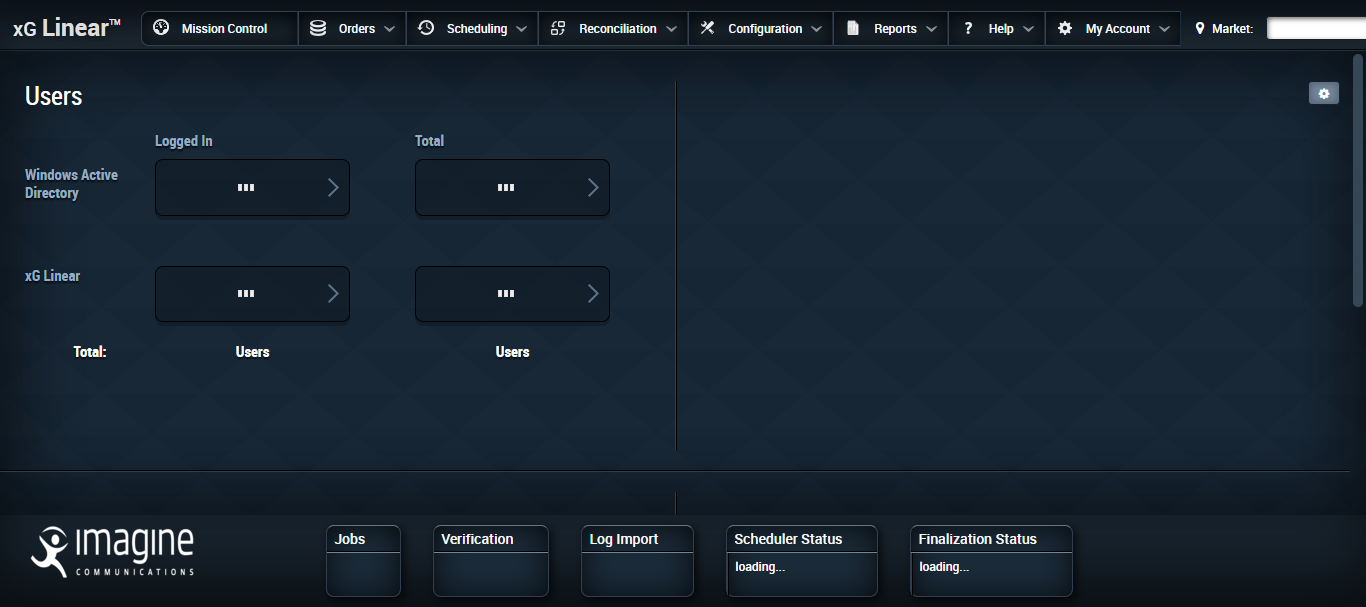 xG Linear™
Mission Control
Orders
Scheduling
Reconciliation
Configuration
Reports
? Help
My Account
Market:
Users
Logged In
Total
Windows Active
Directory
xG Linear
Total:
Users
Users
imagine
COMMUNICATIONS
Jobs
Verification
Log Import
Scheduler Status
loading...
Finalization Status
loading...